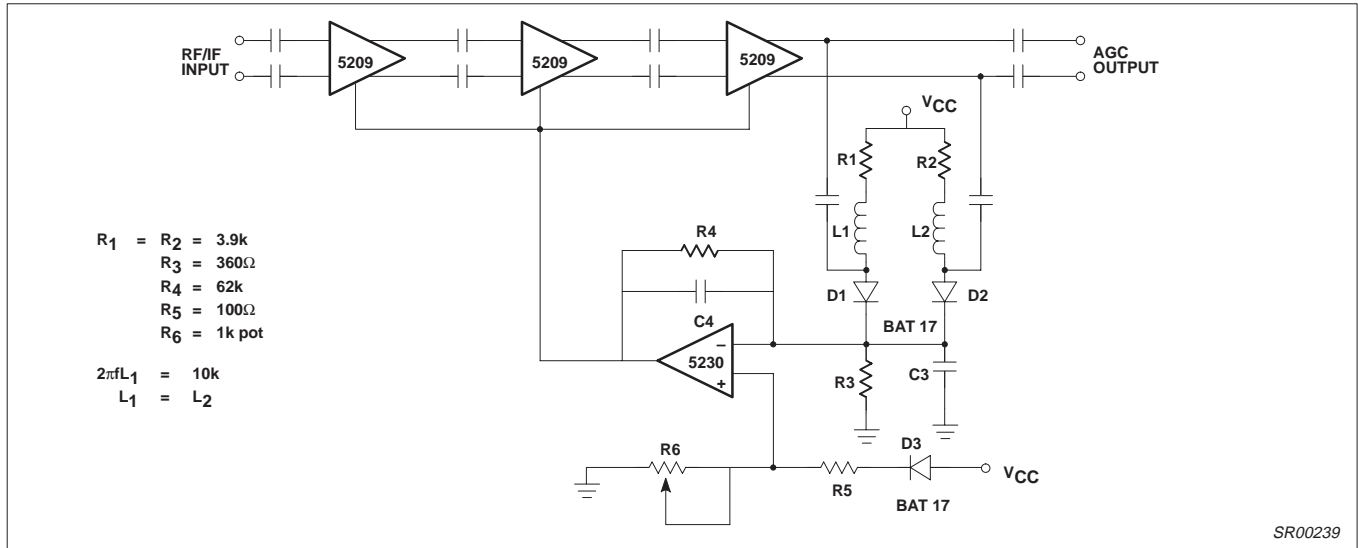 RF/IF
INPUT
5209
5209
5209
AGC
OUTPUT
VCC
R1
R2
L1
L2
R1 = R2 = 3.9k
R3 = 360Ω
R4 = 62k
R5 = 100Ω
R6 = 1k pot
2πfL1 = 10k
L1 = L2
R4
C4
D1
D2
BAT 17
–
5230
+
R3
C3
R6
R5
D3
BAT 17
VCC
SR00239